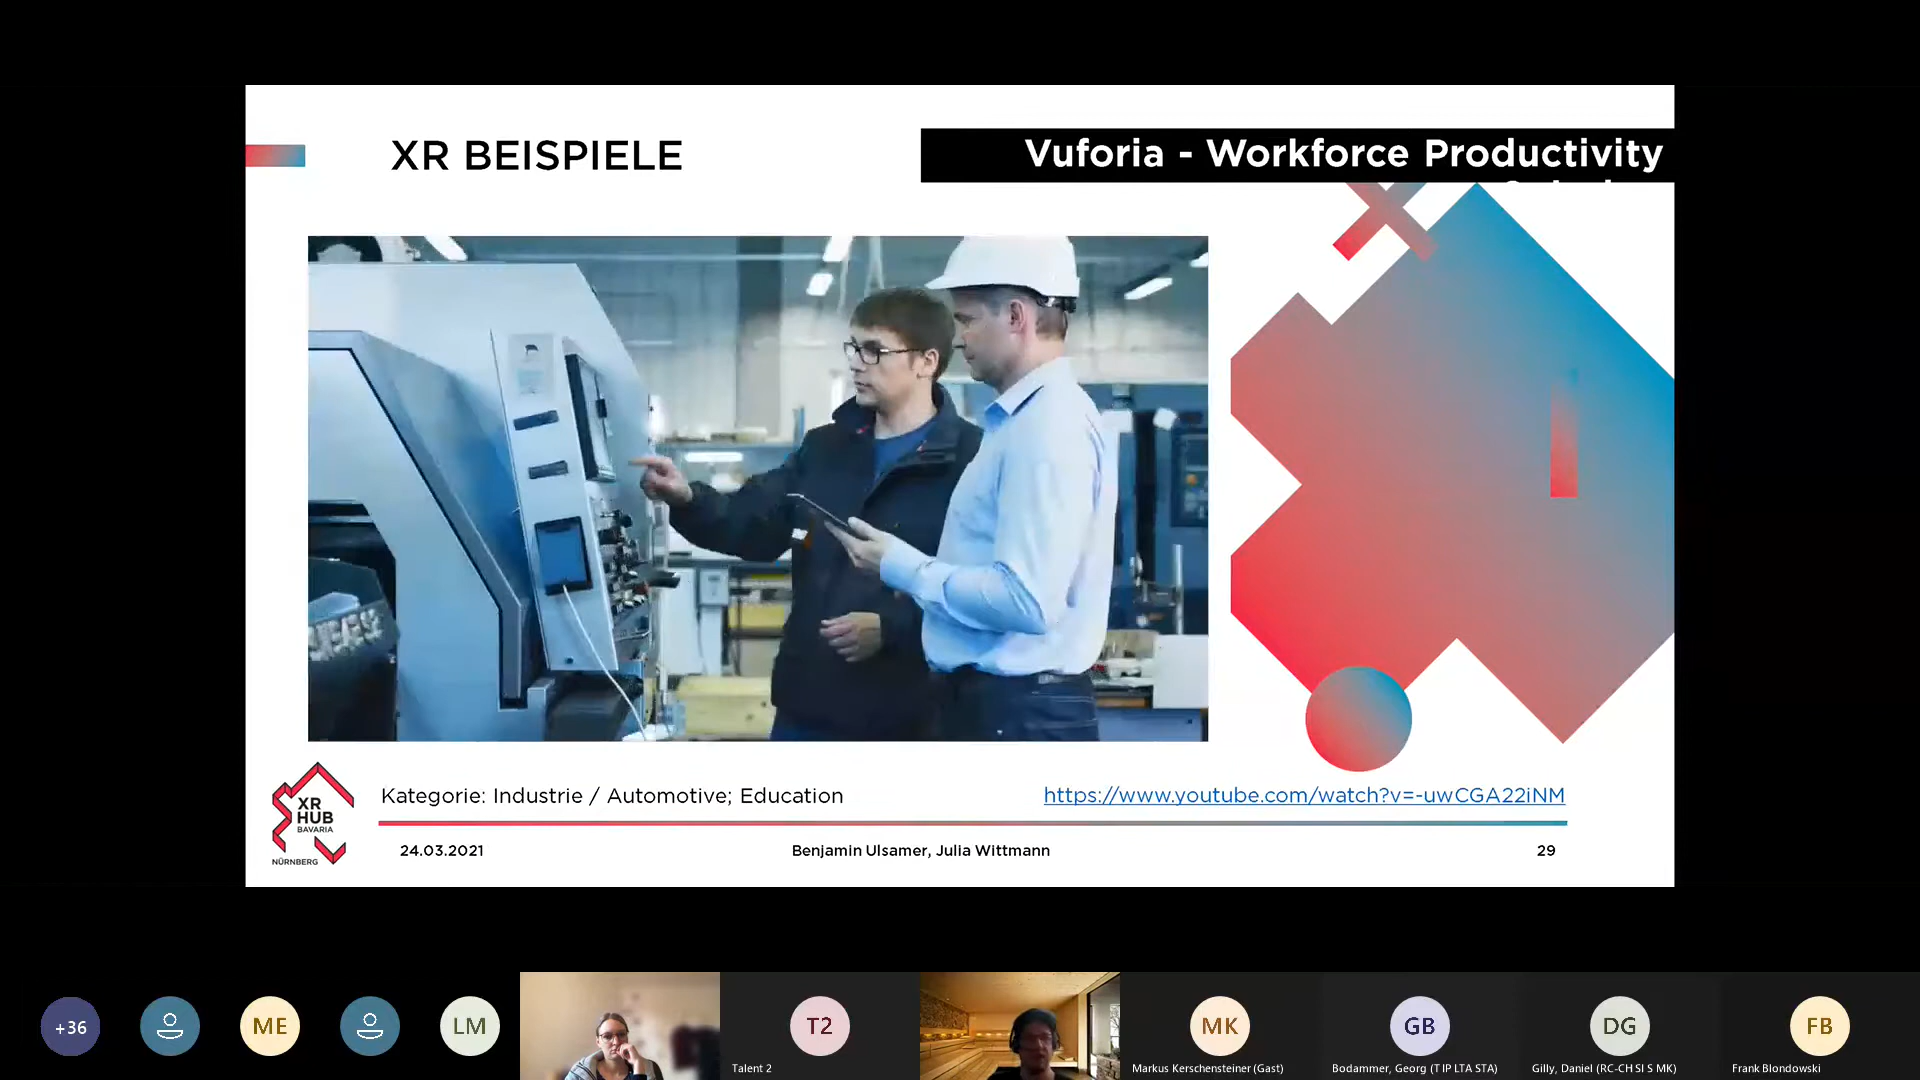 XR BEISPIELE
Vuforia - Workforce Productivity
Kategorie: Industrie / Automotive; Education
https://www.youtube.com/watch?v=-uwCGA22iNM
XR
HUB
BAVARIA
NÜRNBERG
24.03.2021
Benjamin Ulsamer, Julia Wittmann
29
+36
ME
LM
T2
Talent 2
MK
Markus Kerschensteiner (Gast)
GB
Bodammer, Georg (T IP LTA STA)
DG
Gilly, Daniel (RC-CH SI S MK)
FB
Frank Blondowski